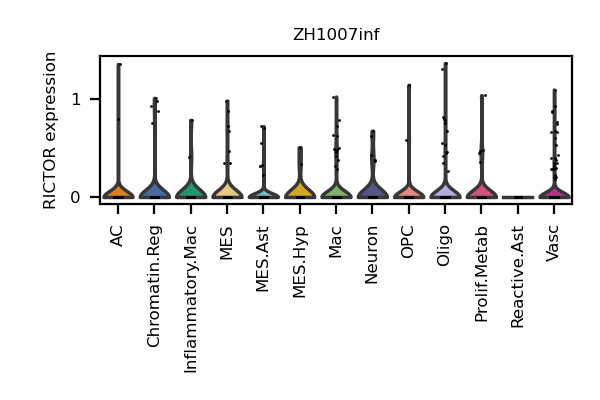 ZH1007inf
RICTOR expression
1
0
AC
Chromatin.Reg
Inflammatory.Mac
MES
MES.Ast
MES.Hyp
Mac
Neuron
OPC
Oligo
Prolif.Metab
Reactive.Ast
Vasc